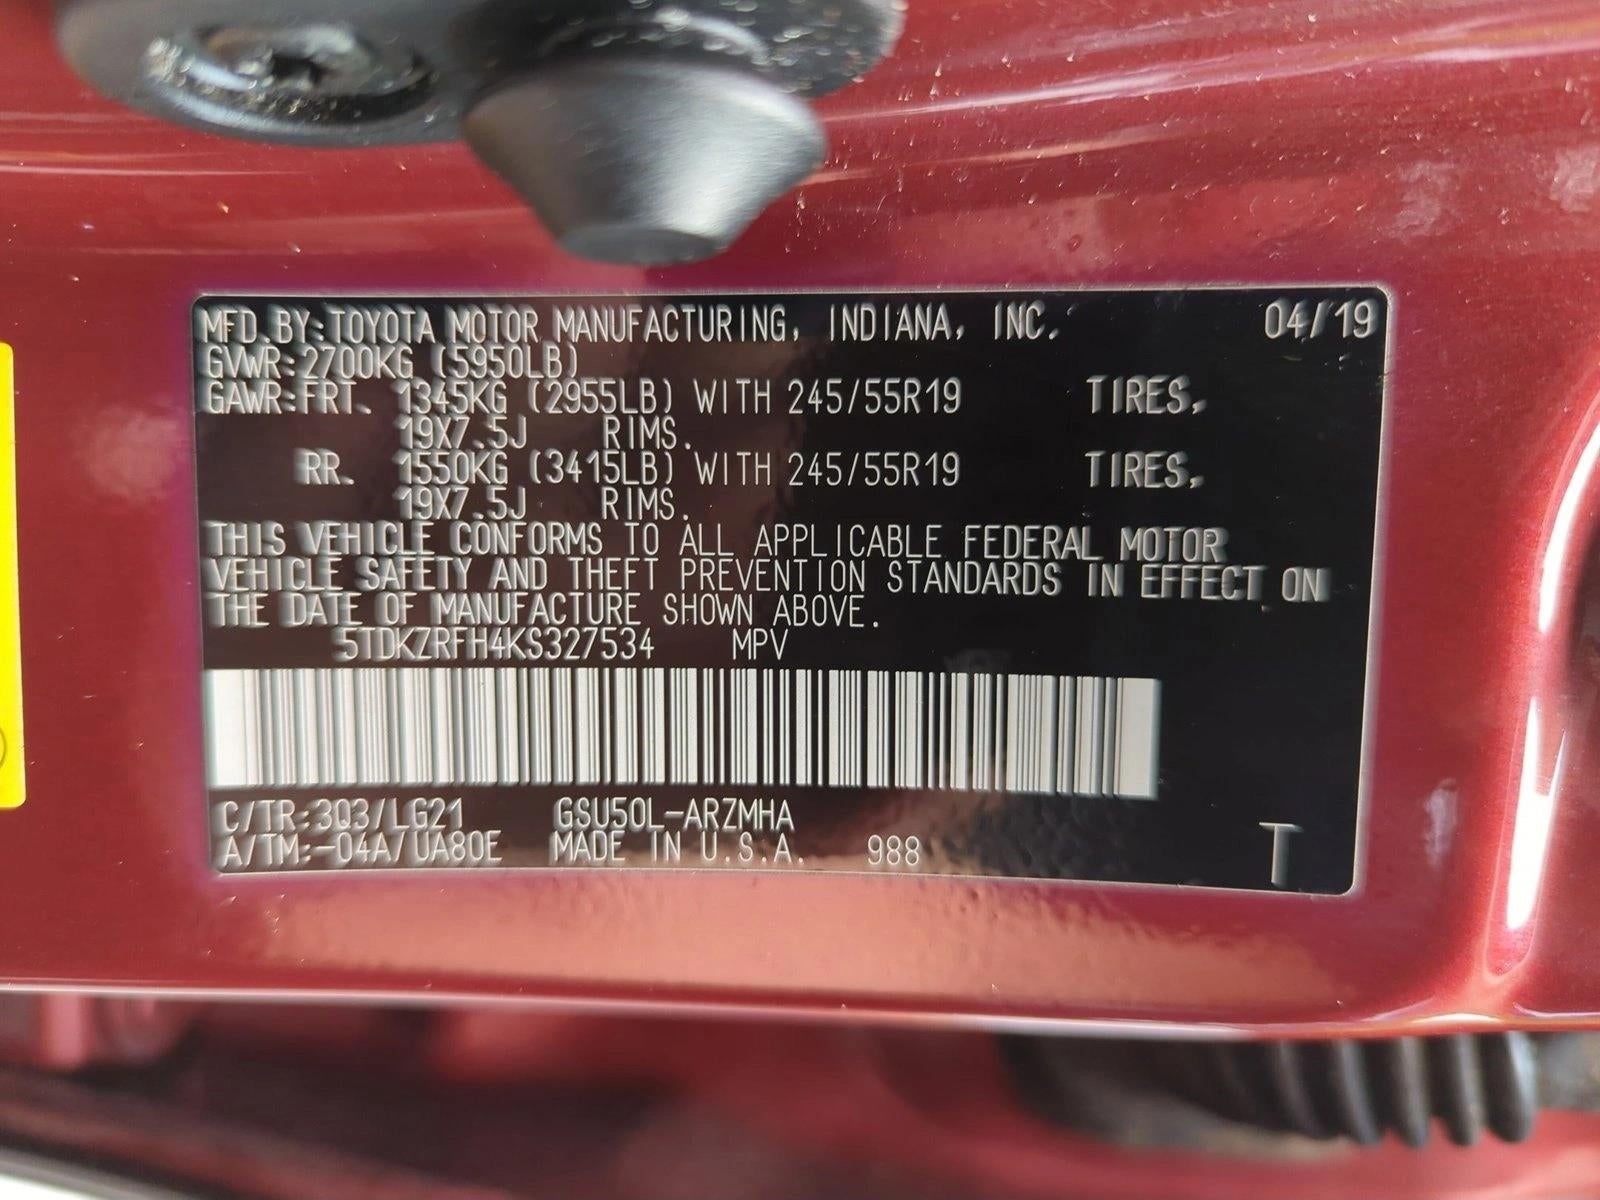 MFD.BY:TOYOTA MOTOR MANUFACTURING, INDIANA, INC. 04/19
GVWR:2700KG (5950LB)
GAWR:FRT. 1345KG (2955LB) WITH 245/55R19 TIRES,
19X7.5J RIMS.
RR. 1550KG (3415LB) WITH 245/55R19 TIRES,
19X7.5J RIMS.
THIS VEHICLE CONFORMS TO ALL APPLICABLE FEDERAL MOTOR
VEHICLE SAFETY AND THEFT PREVENTION STANDARDS IN EFFECT ON
THE DATE OF MANUFACTURE SHOWN ABOVE.
5TDKZRFH4KS327534 MPV
C/TR:3Q3/LG21 GSU50L-ARZMHA
A/TM:-04A/UA80E MADE IN U.S.A. 988 T